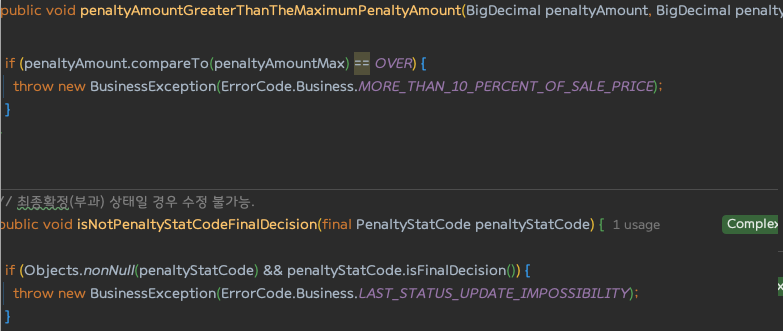 public void penaltyAmountGreaterThanTheMaximumPenaltyAmount(BigDecimal penaltyAmount, BigDecimal penalty
if (penaltyAmount.compareTo(penaltyAmountMax) == OVER) {
throw new BusinessException(ErrorCode.Business.MORE_THAN_10_PERCENT_OF_SALE_PRICE);
}
// 최종확정(부과) 상태일 경우 수정 불가능.
public void isNotPenaltyStatCodeFinalDecision(final PenaltyStatCode penaltyStatCode) { 1 usage Complex
if (Objects.nonNull(penaltyStatCode) && penaltyStatCode.isFinalDecision()) {
throw new BusinessException(ErrorCode.Business.LAST_STATUS_UPDATE_IMPOSSIBILITY);
}